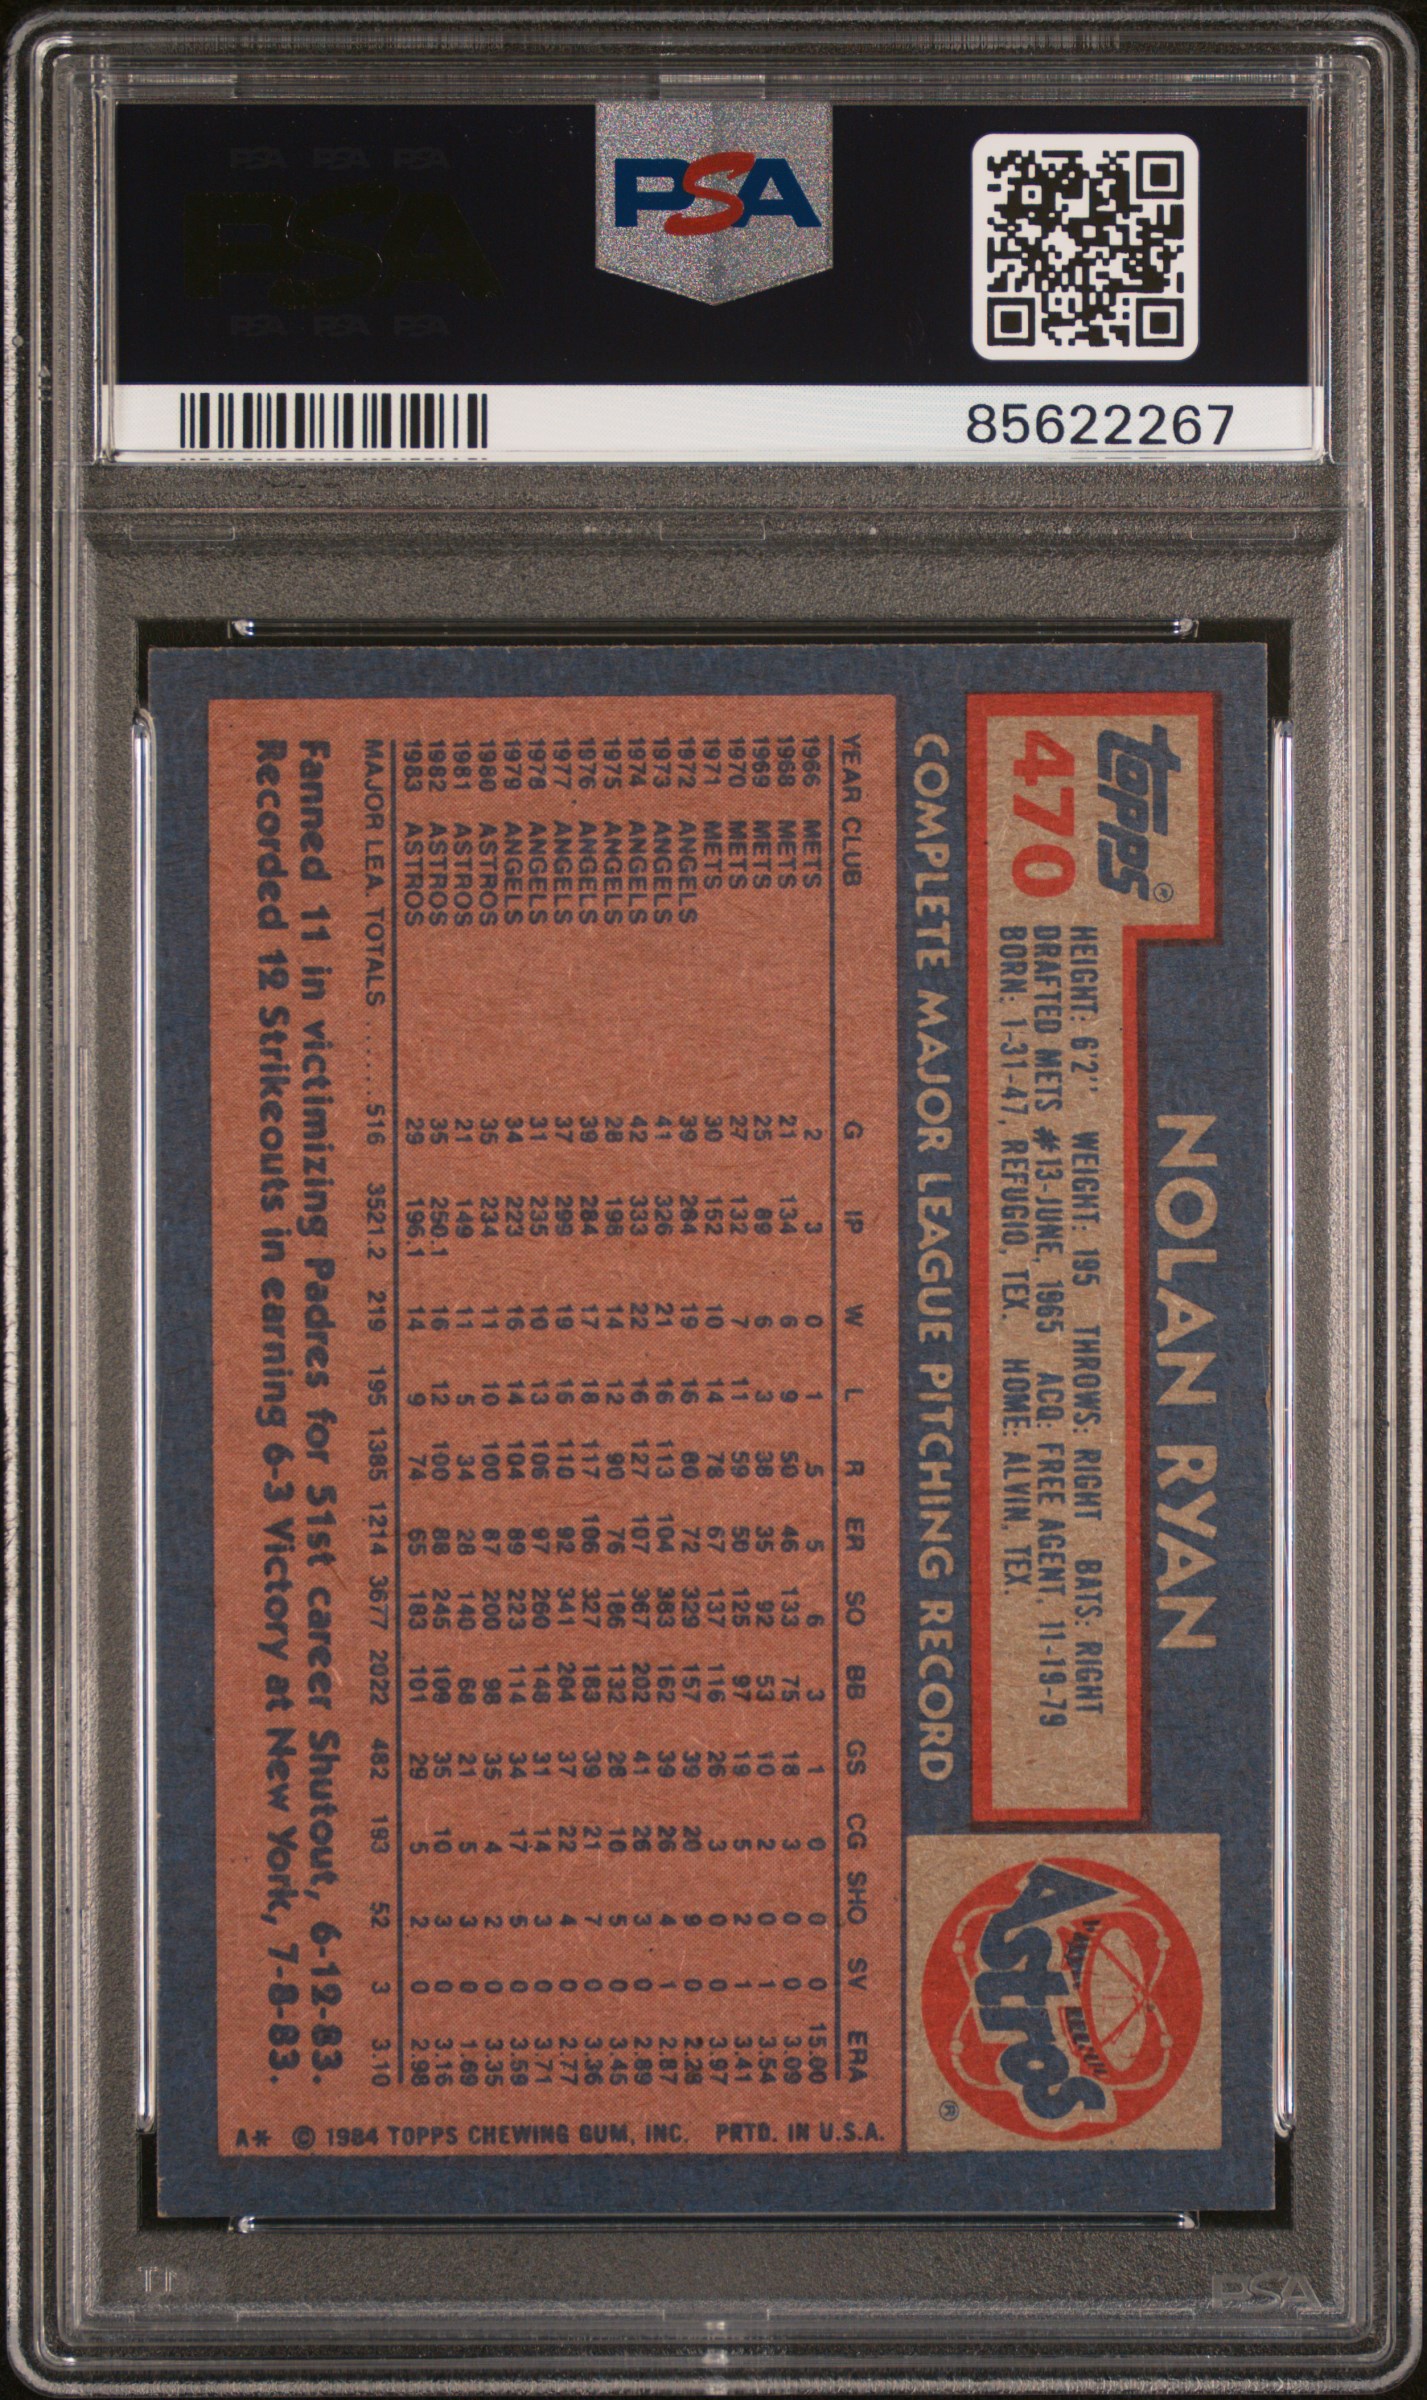 PSA PSA PSA
PSA
PSA PSA PSA
PSA
85622267
topps®
470
NOLAN RYAN
HEIGHT: 6'2" WEIGHT: 195 THROWS: RIGHT BATS: RIGHT
DRAFTED METS #13-JUNE, 1965 ACQ: FREE AGENT, 11-19-79
BORN: 1-31-47, REFUGIO, TEX. HOME: ALVIN, TEX.
Astros ®
COMPLETE MAJOR LEAGUE PITCHING RECORD
YEAR CLUB G IP W L R ER SO BB GS CG SHO SV ERA
1966 METS 2 3 0 1 5 5 6 3 1 0 0 0 15.00
1968 METS 21 134 6 9 50 46 133 75 18 3 0 0 3.09
1969 METS 25 89 6 3 38 35 92 53 10 2 0 1 3.54
1970 METS 27 132 7 11 59 50 125 97 19 5 2 1 3.41
1971 METS 30 152 10 14 78 67 137 116 26 3 0 0 3.97
1972 ANGELS 39 284 19 16 80 72 329 157 39 20 9 0 2.28
1973 ANGELS 41 326 21 16 113 104 383 162 39 26 4 1 2.87
1974 ANGELS 42 333 22 16 127 107 367 202 41 26 3 0 2.89
1975 ANGELS 28 198 14 12 90 76 186 132 28 10 5 0 3.45
1976 ANGELS 39 284 17 18 117 106 327 183 39 21 7 0 3.36
1977 ANGELS 37 299 19 16 110 92 341 204 37 22 4 0 2.77
1978 ANGELS 31 235 10 13 106 97 260 148 31 14 3 0 3.71
1979 ANGELS 34 223 16 14 104 89 223 114 34 17 5 0 3.59
1980 ASTROS 35 234 11 10 100 87 200 98 35 4 2 0 3.35
1981 ASTROS 21 149 11 5 34 28 140 68 21 5 3 0 1.69
1982 ASTROS 35 250.1 16 12 100 88 245 109 35 10 3 0 3.16
1983 ASTROS 29 196.1 14 9 74 65 183 101 29 5 2 0 2.98
MAJOR LEA. TOTALS ......516 3521.2 219 195 1385 1214 3677 2022 482 193 52 3 3.10
Fanned 11 in victimizing Padres for 51st career Shutout, 6-12-83.
Recorded 12 Strikeouts in earning 6-3 Victory at New York, 7-8-83.
A* © 1984 TOPPS CHEWING GUM, INC. PRTD. IN U.S.A.
PSA